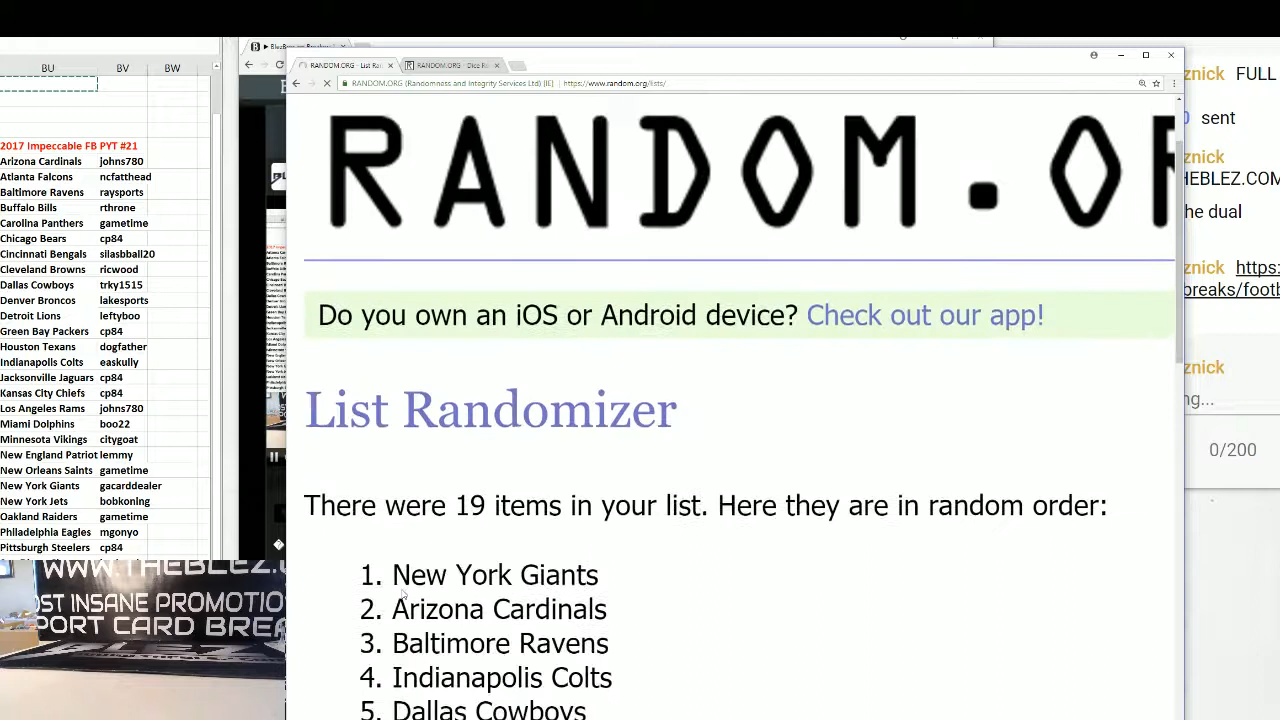 BU BV BW
2017 Impeccable FB PYT #21
Arizona Cardinals johns780
Atlanta Falcons ncfatthead
Baltimore Ravens raysports
Buffalo Bills rthrone
Carolina Panthers gametime
Chicago Bears cp84
Cincinnati Bengals silasbball20
Cleveland Browns ricwood
Dallas Cowboys trky1515
Denver Broncos lakesports
Detroit Lions leftyboo
Green Bay Packers cp84
Houston Texans dogfather
Indianapolis Colts easkully
Jacksonville Jaguars cp84
Kansas City Chiefs cp84
Los Angeles Rams johns780
Miami Dolphins boo22
Minnesota Vikings citygoat
New England Patriot lemmy
New Orleans Saints gametime
New York Giants gacarddealer
New York Jets bobkoning
Oakland Raiders gametime
Philadelphia Eagles mgonyo
Pittsburgh Steelers cp84
WWW.THEBLEZ.
OST INSANE PROMOTIO
PORT CARD BREA
RANDOM.ORG - List Ra
RANDOM.ORG - Dice Ro
RANDOM.ORG (Randomness and Integrity Services Ltd) [IE] https://www.random.org/lists/
RANDOM.OR
Do you own an iOS or Android device? Check out our app!
List Randomizer
There were 19 items in your list. Here they are in random order:
1. New York Giants
2. Arizona Cardinals
3. Baltimore Ravens
4. Indianapolis Colts
5. Dallas Cowboys
znick FULL
sent
znick
HEBLEZ.COM
he dual
znick https:
breaks/footb
znick
ng...
0/200